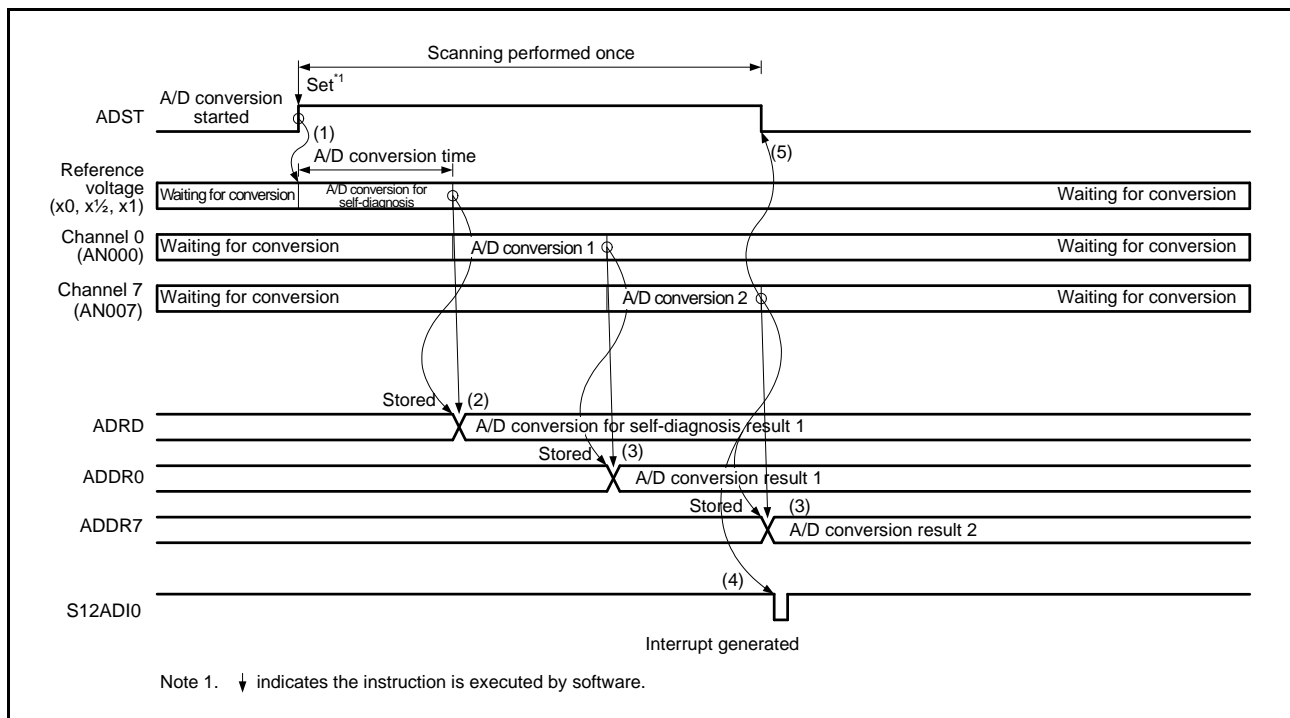 Scanning performed once
Set*1
A/D conversion
started
ADST
(1)
(5)
A/D conversion time
Reference
voltage
(x0, x½, x1)
Waiting for conversion
A/D conversion for
self-diagnosis
Waiting for conversion
Channel 0
(AN000)
Waiting for conversion
A/D conversion 1
Waiting for conversion
Channel 7
(AN007)
Waiting for conversion
A/D conversion 2
Waiting for conversion
Stored
(2)
ADRD
A/D conversion for self-diagnosis result 1
Stored
(3)
ADDR0
A/D conversion result 1
Stored
(3)
ADDR7
A/D conversion result 2
(4)
S12ADI0
Interrupt generated
Note 1. indicates the instruction is executed by software.